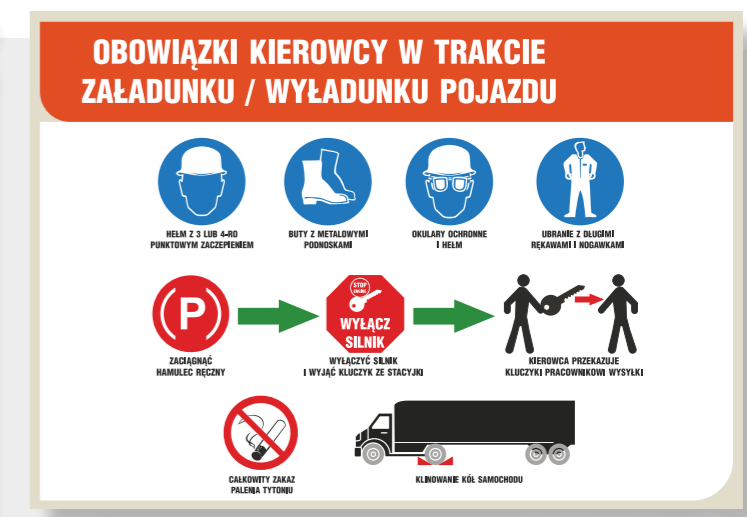 OBOWIĄZKI KIEROWCY W TRAKCIE
ZAŁADUNKU / WYŁADUNKU POJAZDU
HEŁM Z 3 LUB 4-RO
PUNKTOWYM ZACZEPIENIEM
BUTY Z METALOWYMI
PODNOSKAMI
OKULARY OCHRONNE
I HEŁM
UBRANIE Z DŁUGIMI
RĘKAWAMI I NOGAWKAMI
P
STOP
ENGINE
WYŁĄCZ
SILNIK
ZACIĄGNĄĆ
HAMULEC RĘCZNY
WYŁĄCZYĆ SILNIK
I WYJĄĆ KLUCZYK ZE STACYJKI
KIEROWCA PRZEKAZUJE
KLUCZYKI PRACOWNIKOWI WYSYŁKI
CAŁKOWITY ZAKAZ
PALENIA TYTONIU
KLINOWANIE KÓŁ SAMOCHODU